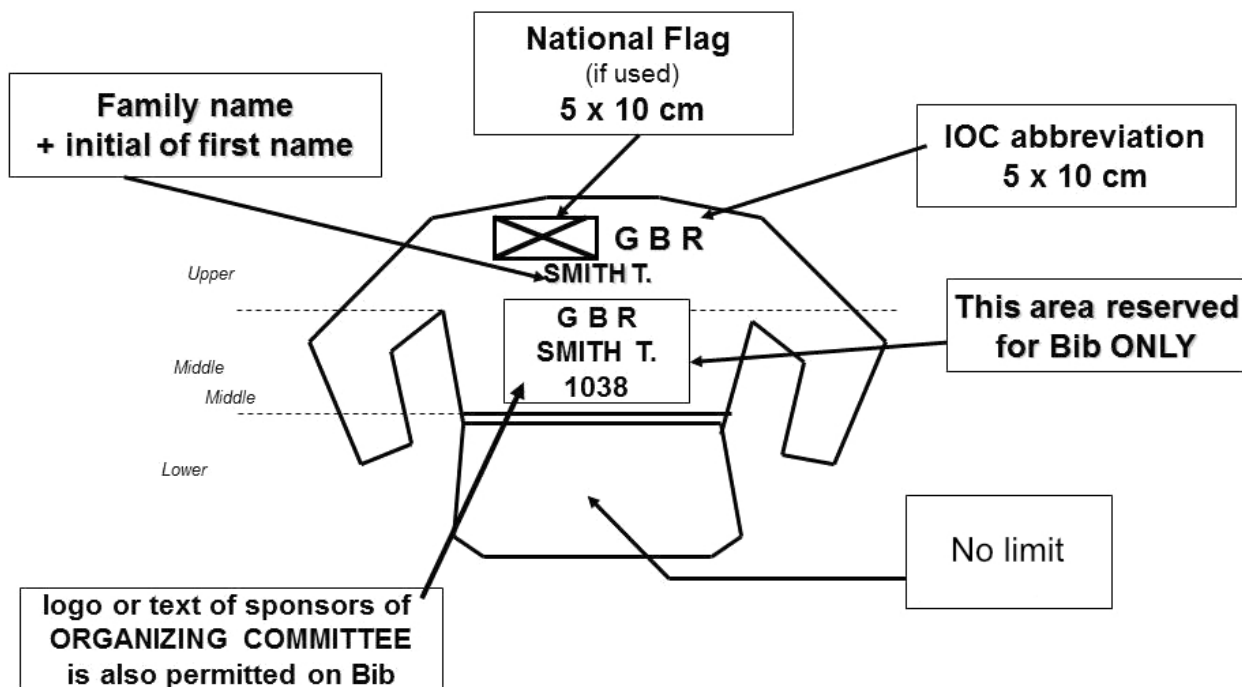 National Flag
(if used)
5 x 10 cm
Family name
+ initial of first name
IOC abbreviation
5 x 10 cm
G B R
SMITH T.
Upper
This area reserved
for Bib ONLY
G B R
SMITH T.
1038
Middle
Middle
Lower
No limit
logo or text of sponsors of
ORGANIZING COMMITTEE
is also permitted on Bib